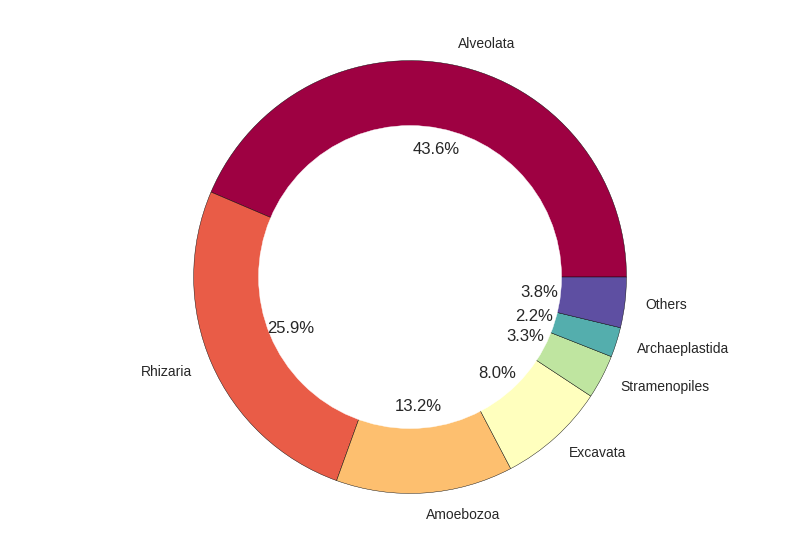 Alveolata
43.6%
3.8%
Others
2.2%
25.9%
3.3%
Archaeplastida
Rhizaria
8.0%
Stramenopiles
13.2%
Excavata
Amoebozoa